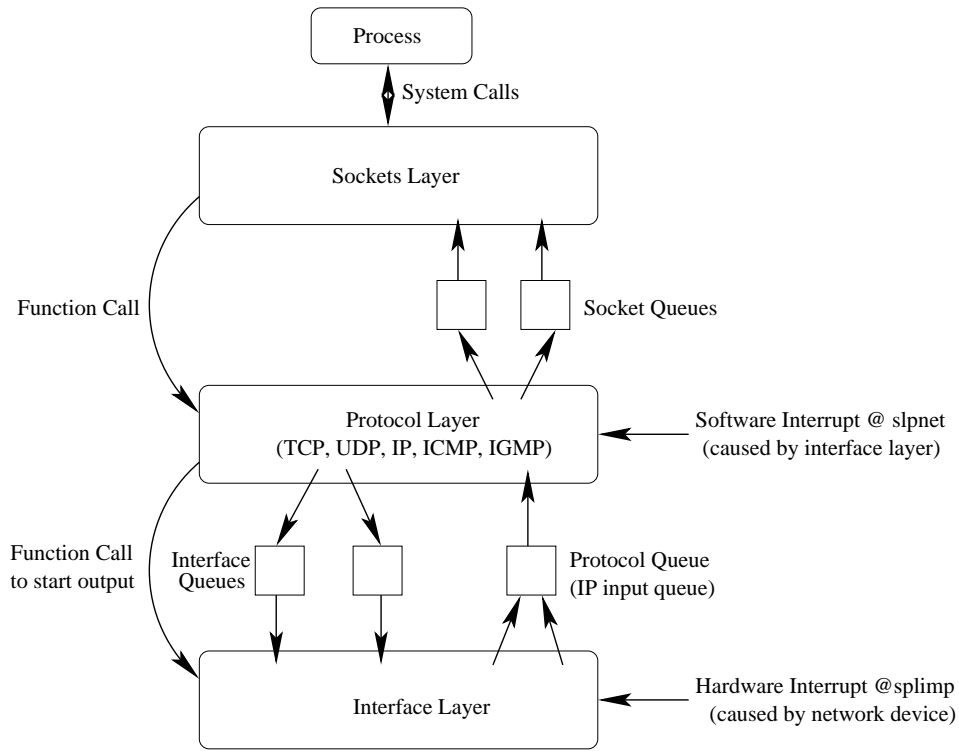 Process
System Calls
Sockets Layer
Function Call
Socket Queues
Protocol Layer
(TCP, UDP, IP, ICMP, IGMP)
Software Interrupt @ slpnet
(caused by interface layer)
Function Call
to start output
Interface
Queues
Protocol Queue
(IP input queue)
Interface Layer
Hardware Interrupt @splimp
(caused by network device)